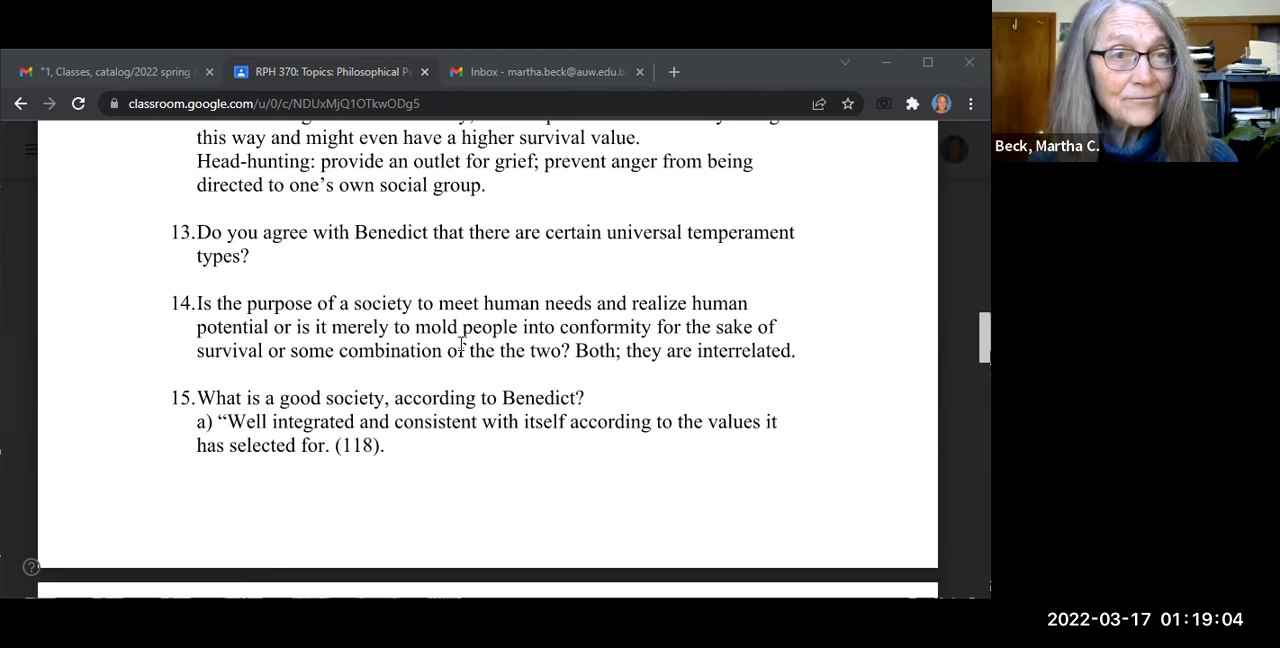 "1, Classes, catalog/2022 spring
RPH 370: Topics: Philosophical
Inbox - martha.beck@auw.edu.b
classroom.google.com/u/0/c/NDUxMjQ1OTkwODg5
this way and might even have a higher survival value.
Head-hunting: provide an outlet for grief; prevent anger from being
directed to one's own social group.
13.Do you agree with Benedict that there are certain universal temperament
types?
14.Is the purpose of a society to meet human needs and realize human
potential or is it merely to mold people into conformity for the sake of
survival or some combination of the the two? Both; they are interrelated.
15.What is a good society, according to Benedict?
a) “Well integrated and consistent with itself according to the values it
has selected for. (118).
Beck, Martha C.
2022-03-17 01:19:04